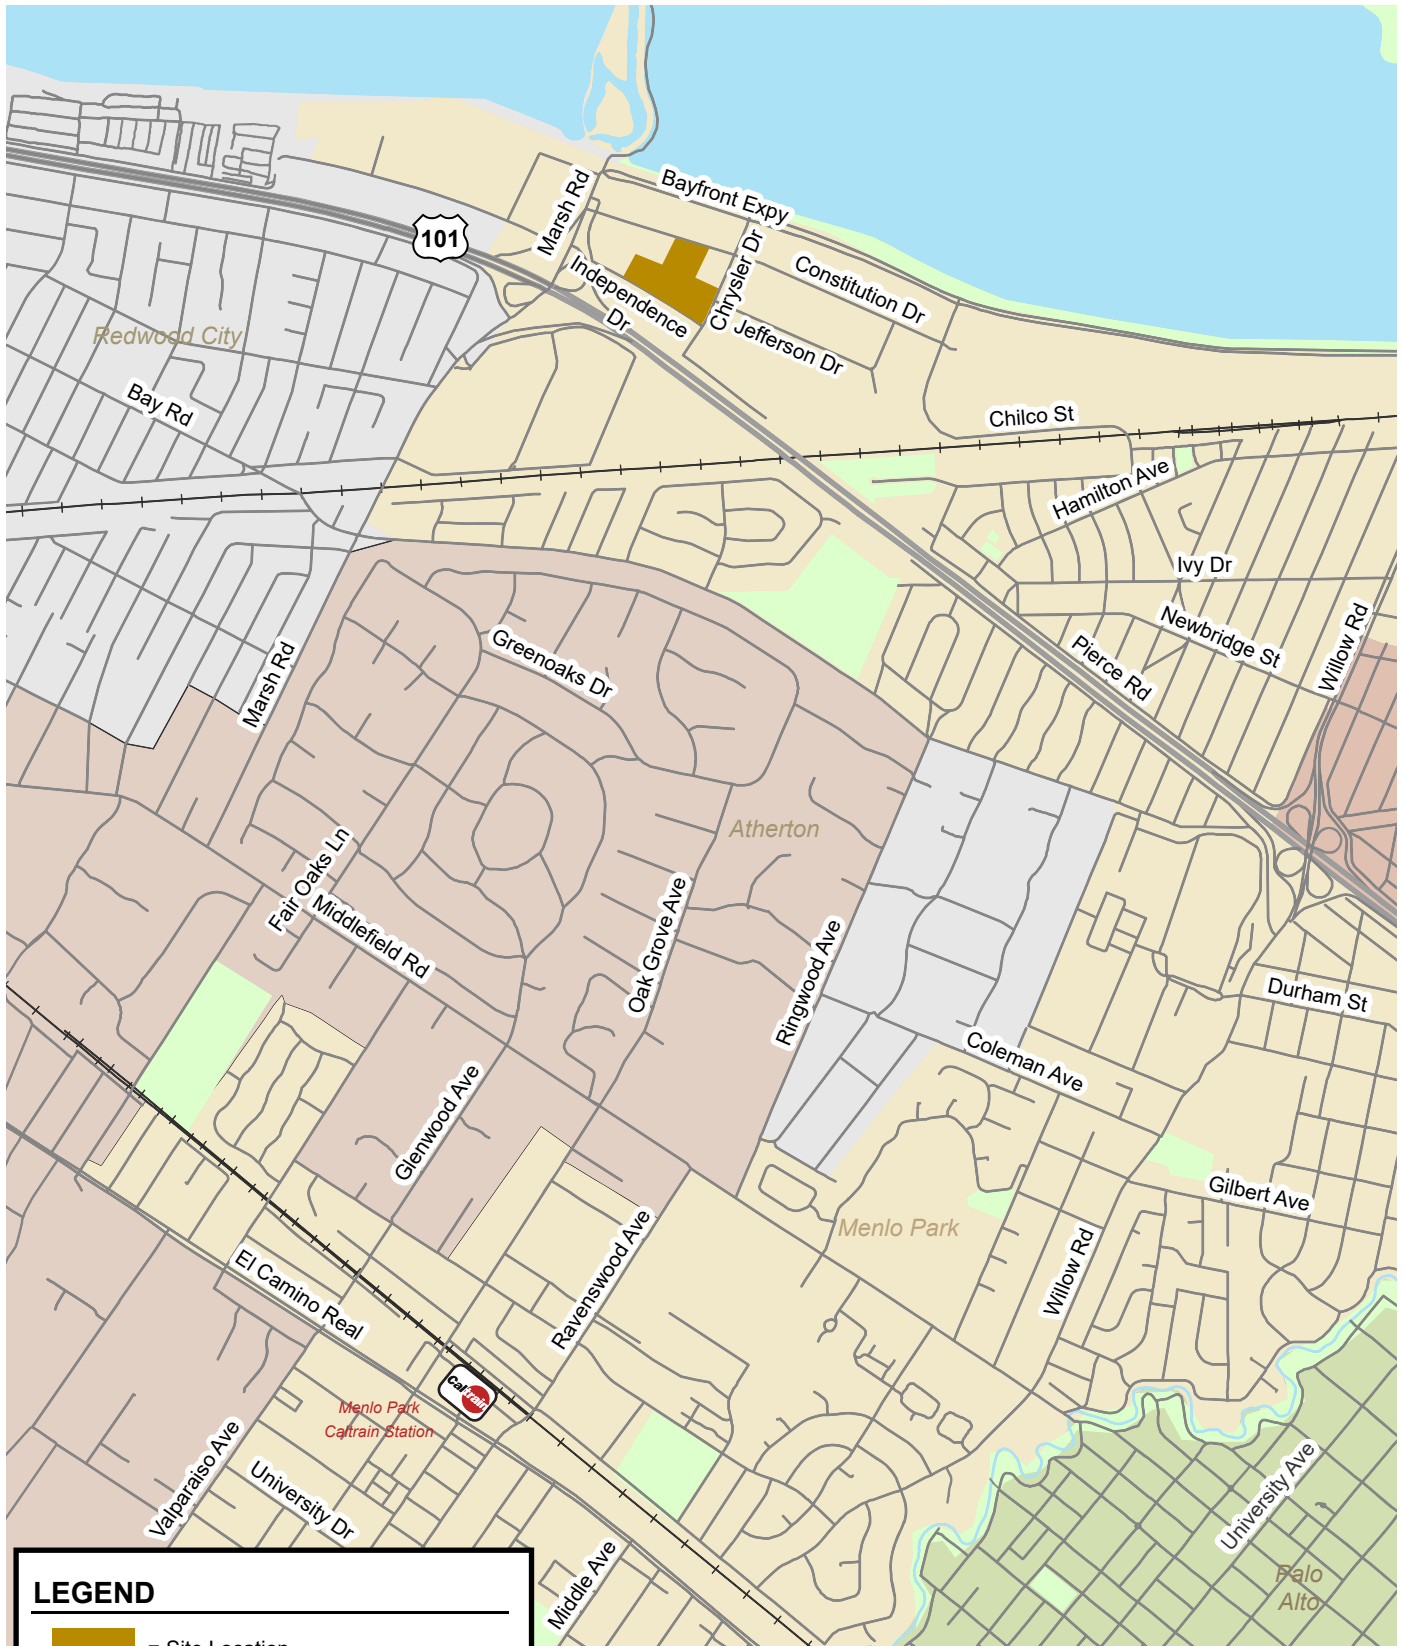 Bayfront Expy
Marsh Rd
101
Chrysler Dr
Constitution Dr
Independence
Dr
Jefferson Dr
Redwood City
Bay Rd
Chilco St
Hamilton Ave
Ivy Dr
Newbridge St
Willow Rd
Pierce Rd
Greenoaks Dr
Marsh Rd
Atherton
Fair Oaks Ln
Middlefield Rd
Oak Grove Ave
Ringwood Ave
Durham St
Coleman Ave
Glenwood Ave
Gilbert Ave
Menlo Park
Ravenswood Ave
Willow Rd
El Camino Real
Caltrain
Menlo Park
Caltrain Station
Valparaiso Ave
University Dr
University Ave
Middle Ave
Palo
Alto
LEGEND
= Site Location